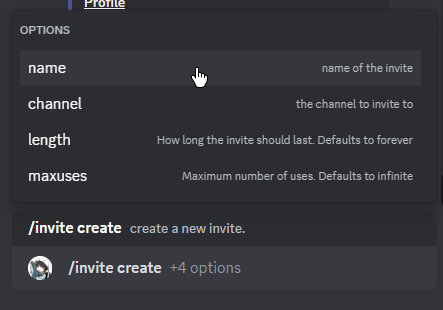 Profile
OPTIONS
name name of the invite
channel the channel to invite to
length How long the invite should last. Defaults to forever
maxuses Maximum number of uses. Defaults to infinite
/invite create create a new invite.
/invite create +4 options